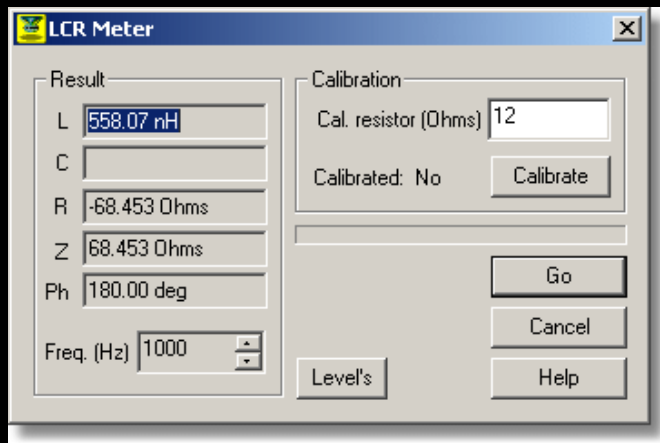 LCR Meter
Result
L 558.07 nH
C
R -68.453 Ohms
Z 68.453 Ohms
Ph 180.00 deg
Freq. (Hz) 1000
Calibration
Cal. resistor (Ohms) 12
Calibrated: No Calibrate
Go
Cancel
Level's Help